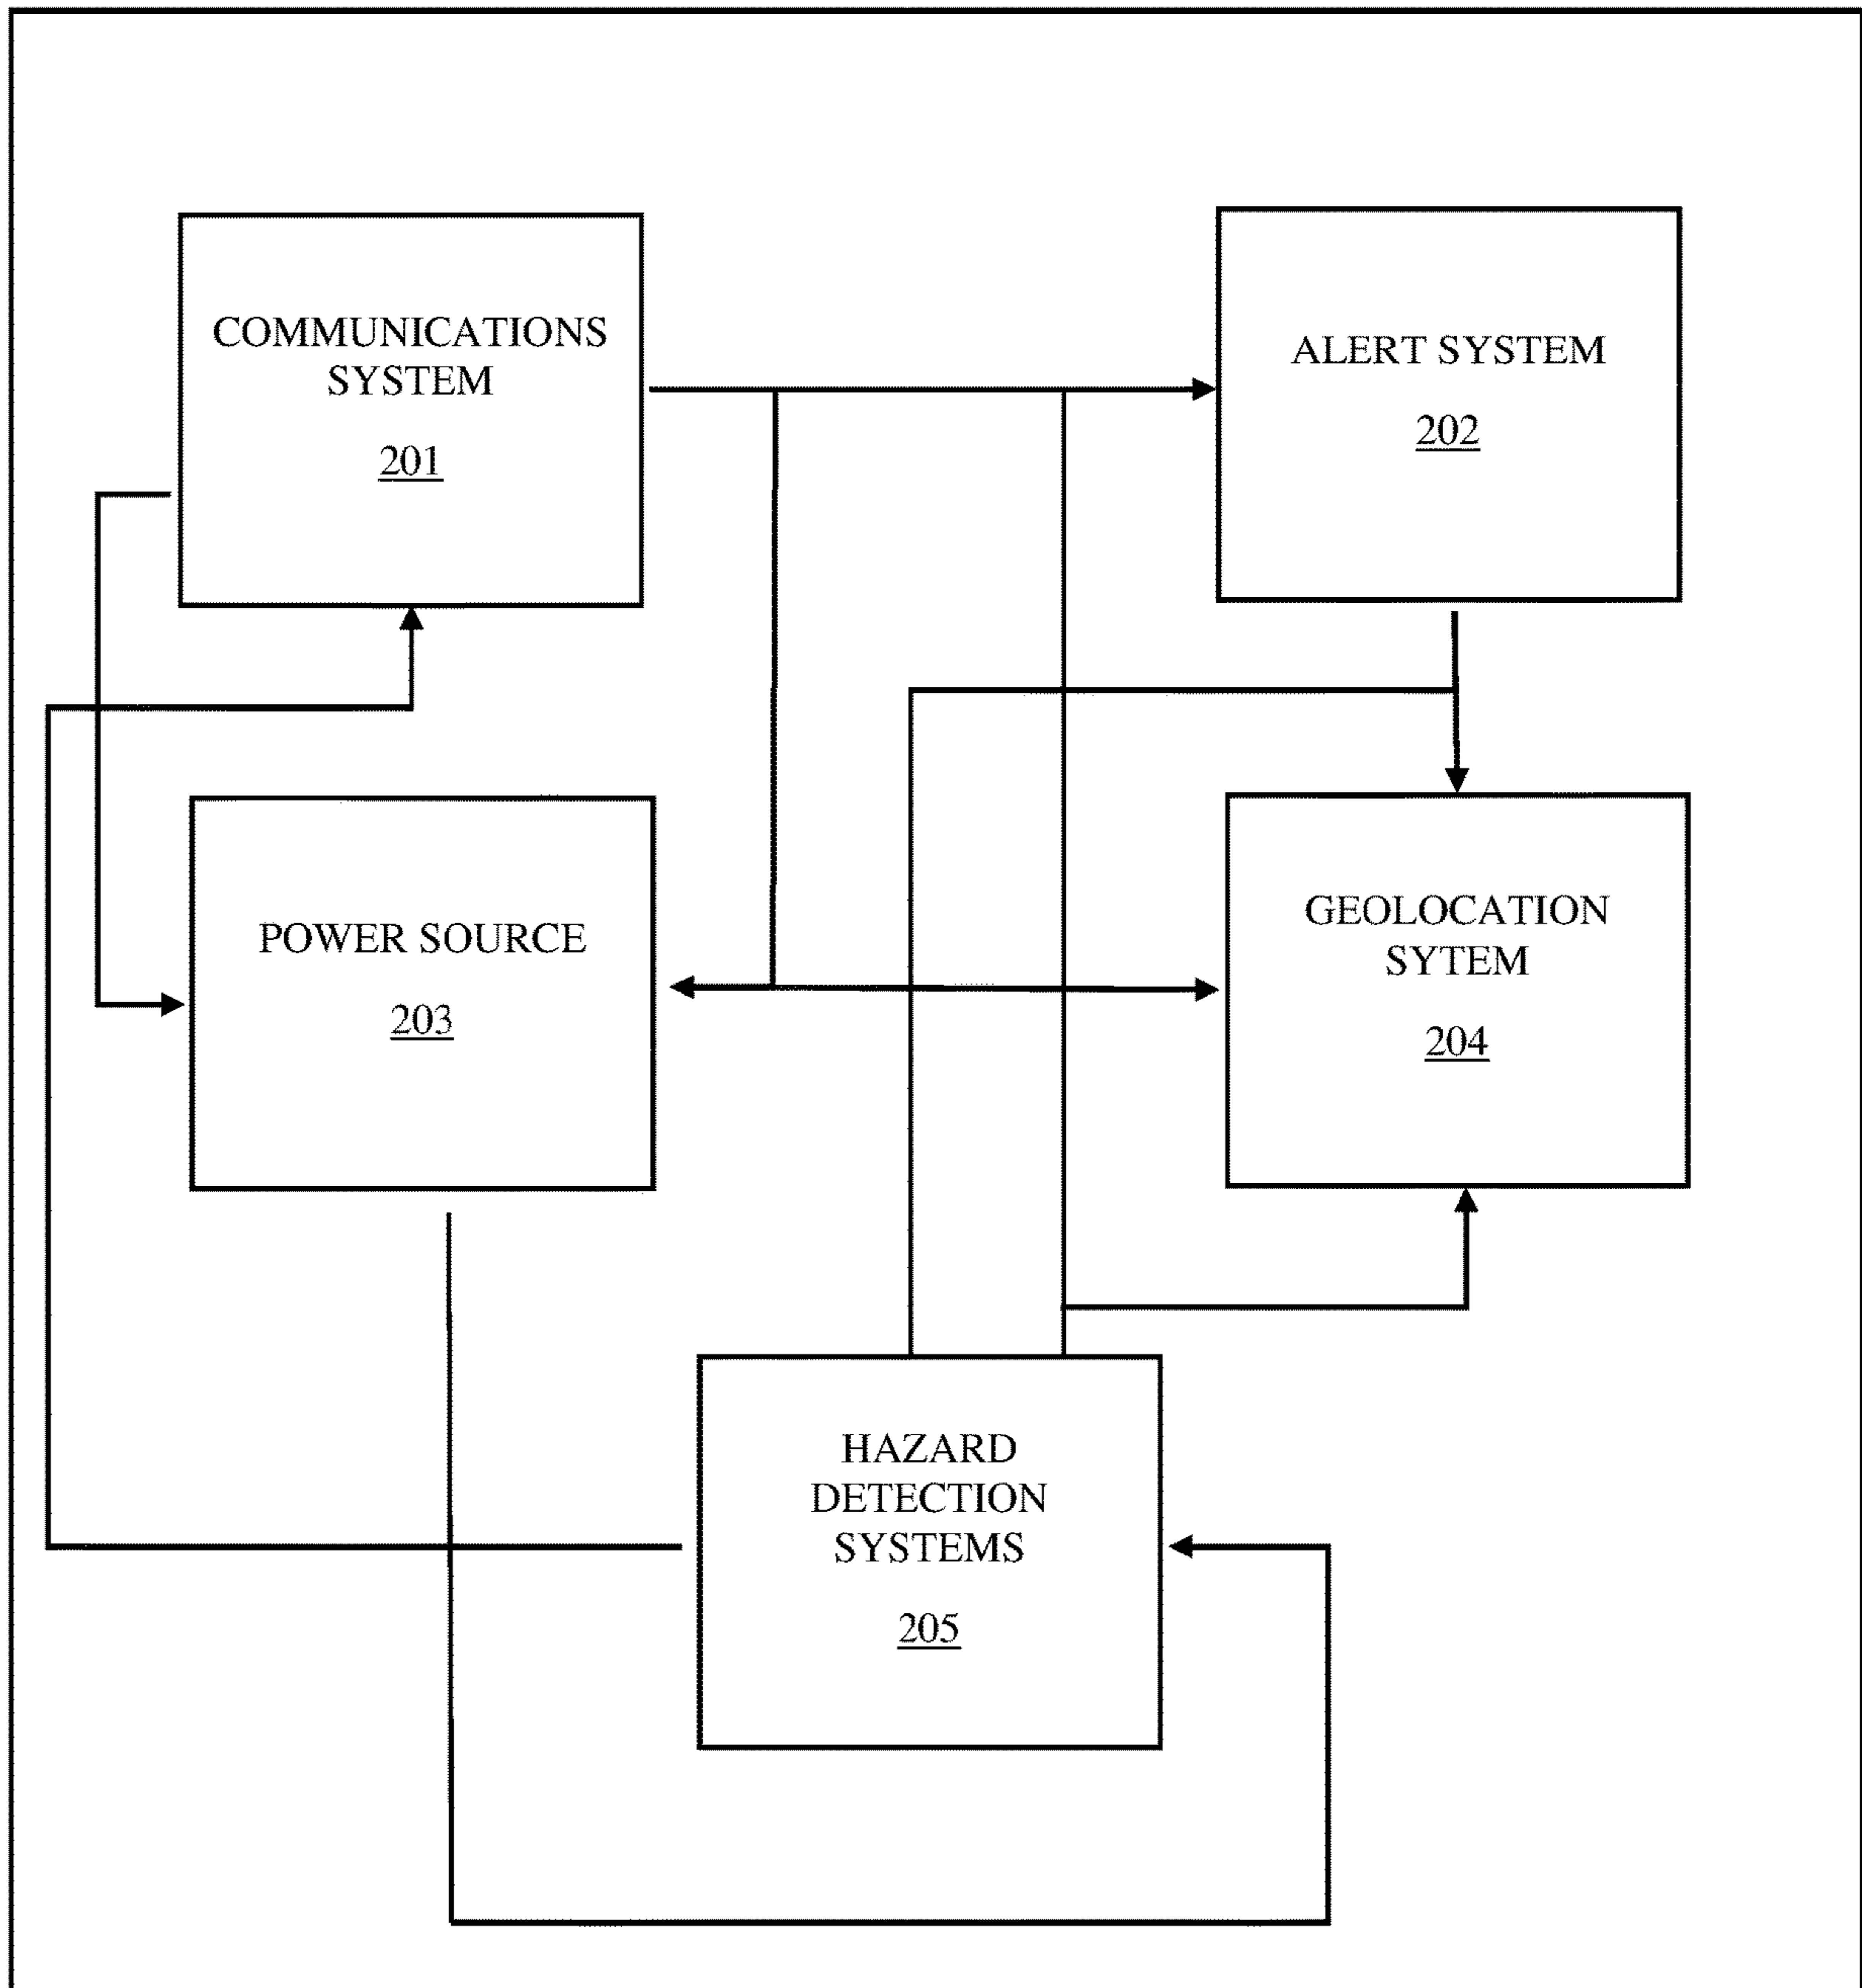 COMMUNICATIONS
SYSTEM
201
ALERT SYSTEM
202
POWER SOURCE
203
GEOLOCATION
SYTEM
204
HAZARD
DETECTION
SYSTEMS
205